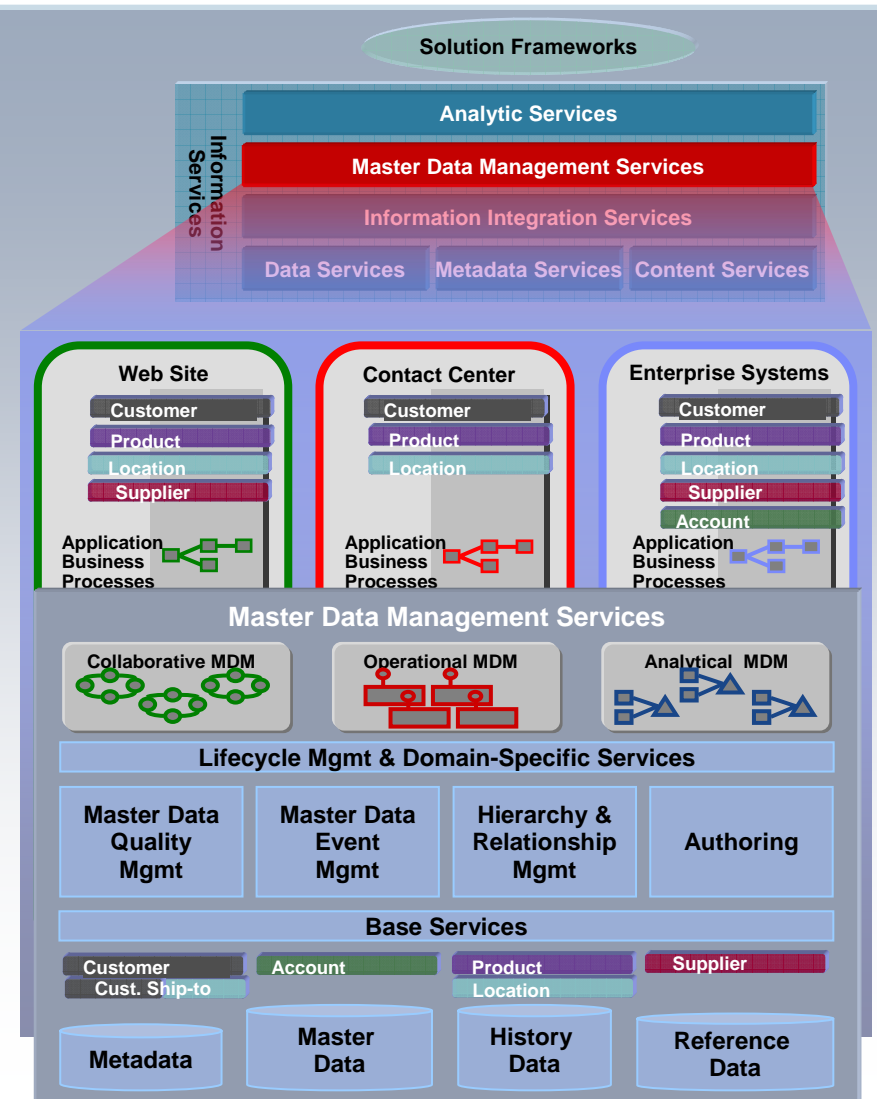 Solution Frameworks
Information
Services
Analytic Services
Master Data Management Services
Information Integration Services
Data Services
Metadata Services
Content Services
Web Site
Customer
Product
Location
Supplier
Application
Business
Processes
Contact Center
Customer
Product
Location
Application
Business
Processes
Enterprise Systems
Customer
Product
Location
Supplier
Account
Application
Business
Processes
Master Data Management Services
Collaborative MDM
Operational MDM
Analytical MDM
Lifecycle Mgmt & Domain-Specific Services
Master Data
Quality
Mgmt
Master Data
Event
Mgmt
Hierarchy &
Relationship
Mgmt
Authoring
Base Services
Customer
Cust. Ship-to
Account
Product
Location
Supplier
Metadata
Master
Data
History
Data
Reference
Data